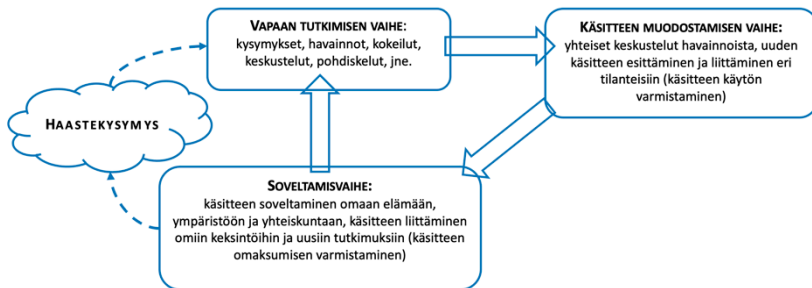 VAPAAN TUTKIMISEN VAIHE:
kysymykset, havainnot, kokeilut,
keskustelut, pohdiskelut, jne.
KÄSITTEEN MUODOSTAMISEN VAIHE:
yhteiset keskustelut havainnoista, uuden
käsitteen esittäminen ja liittäminen eri
tilanteisiin (käsitteen käytön
varmistaminen)
HAASTEKYSYMYS
SOVELTAMISVAIHE:
käsitteen soveltaminen omaan elämään,
ympäristöön ja yhteiskuntaan, käsitteen liittäminen
omiin keksintöihin ja uusiin tutkimuksiin (käsitteen
omaksumisen varmistaminen)